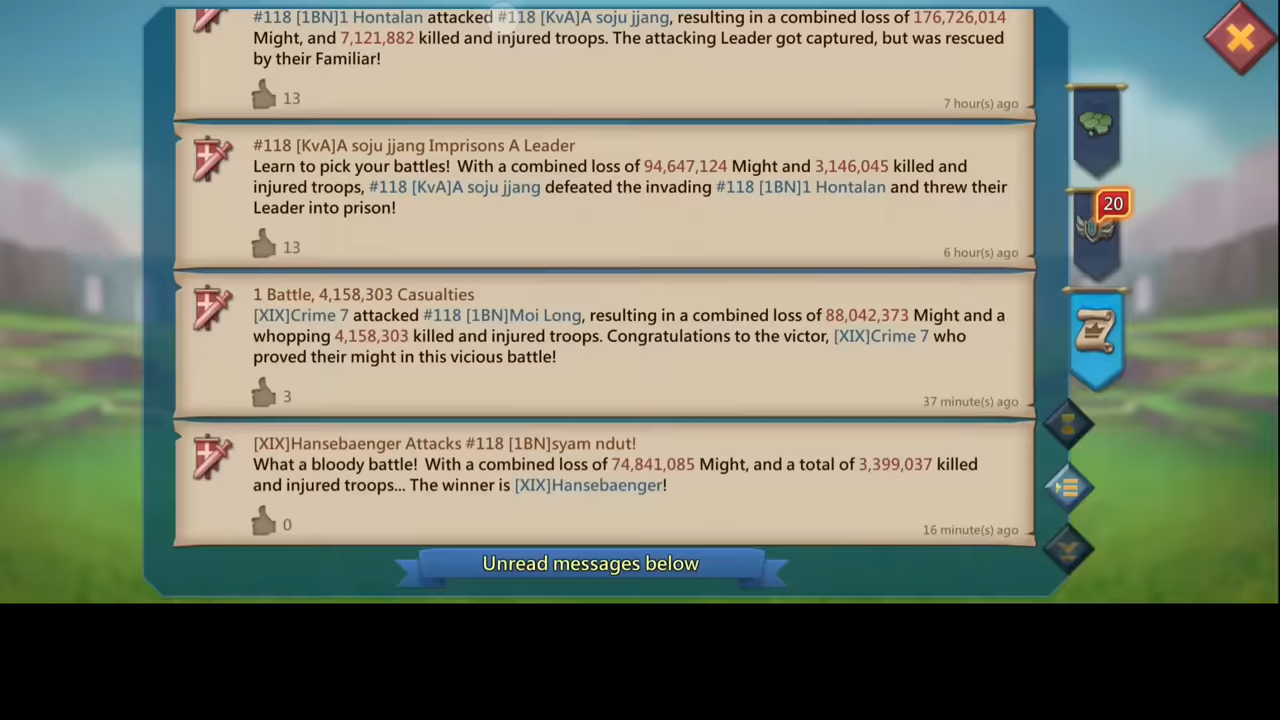 #118 [1BN]1 Hontalan attacked #118 [KvA]A soju jjang, resulting in a combined loss of 176,726,014
Might, and 7,121,882 killed and injured troops. The attacking Leader got captured, but was rescued
by their Familiar!
13
7 hour(s) ago
#118 [KvA]A soju jjang Imprisons A Leader
Learn to pick your battles! With a combined loss of 94,647,124 Might and 3,146,045 killed and
injured troops, #118 [KvA]A soju jjang defeated the invading #118 [1BN]1 Hontalan and threw their
Leader into prison!
13
6 hour(s) ago
20
1 Battle, 4,158,303 Casualties
[XIX]Crime 7 attacked #118 [1BN]Moi Long, resulting in a combined loss of 88,042,373 Might and a
whopping 4,158,303 killed and injured troops. Congratulations to the victor, [XIX]Crime 7 who
proved their might in this vicious battle!
3
37 minute(s) ago
[XIX]Hansebaenger Attacks #118 [1BN]syam ndut!
What a bloody battle! With a combined loss of 74,841,085 Might, and a total of 3,399,037 killed
and injured troops... The winner is [XIX]Hansebaenger!
0
16 minute(s) ago
Unread messages below